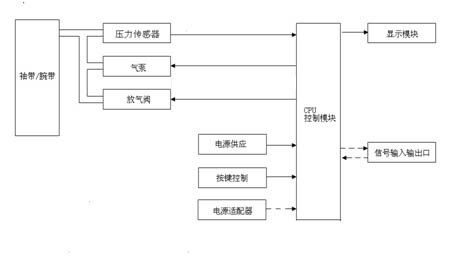 压力传感器
显示模块
气泵
袖带/腕带
放气阀
CPU
控制模块
电源供应
信号输入输出口
按键控制
电源适配器